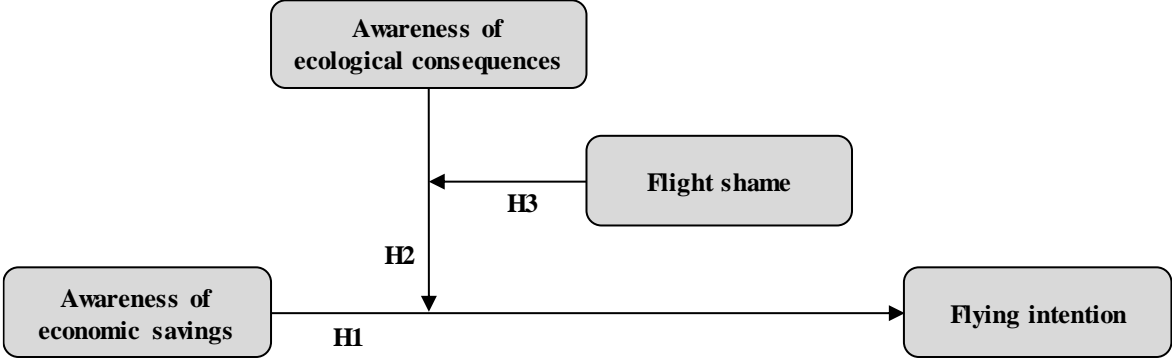 Awareness of
ecological consequences
Flight shame
H3
H2
Awareness of
economic savings
H1
Flying intention